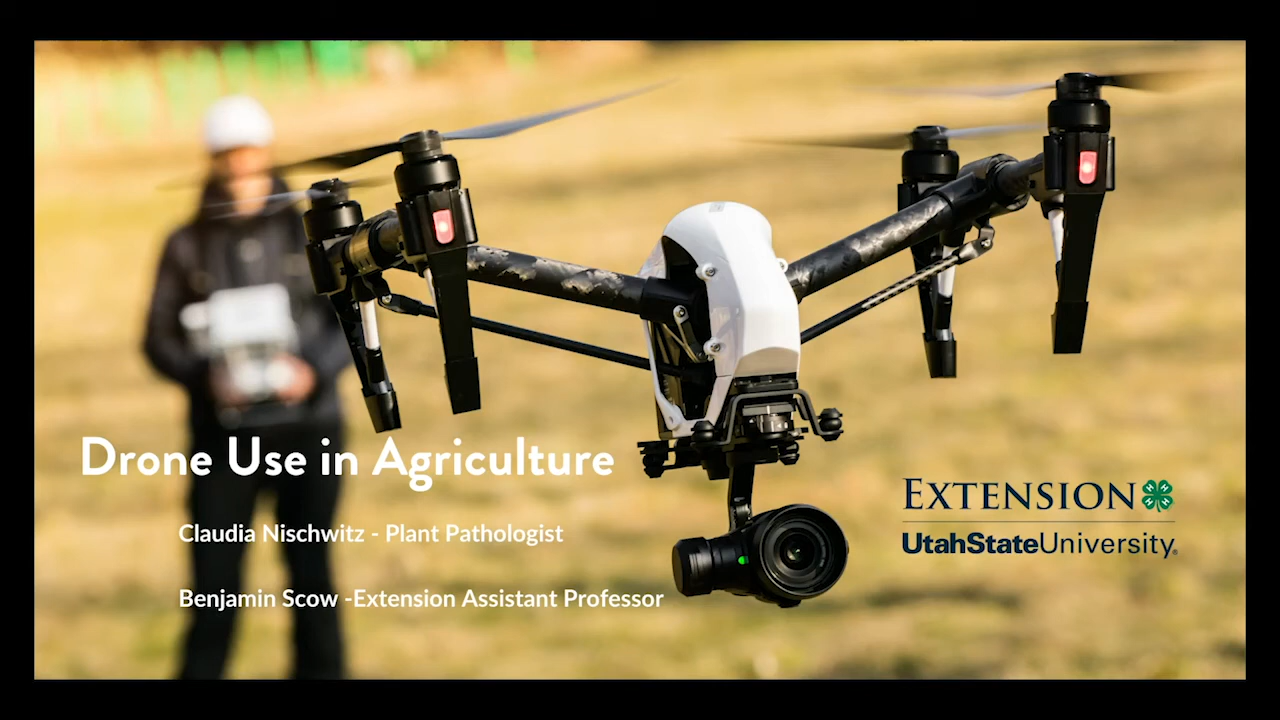 Drone Use in Agriculture
Claudia Nischwitz - Plant Pathologist
Benjamin Scow -Extension Assistant Professor
EXTENSION
UtahStateUniversity®